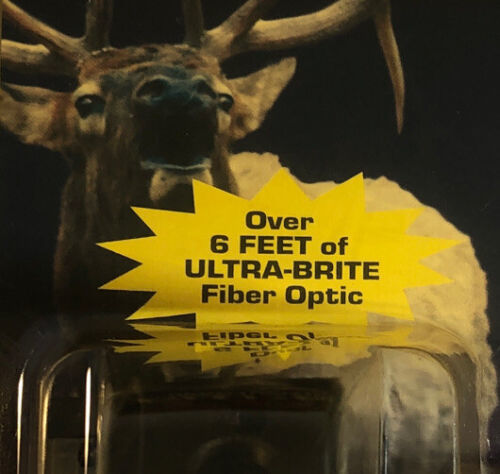 Over
6 FEET of
ULTRA-BRITE
Fiber Optic